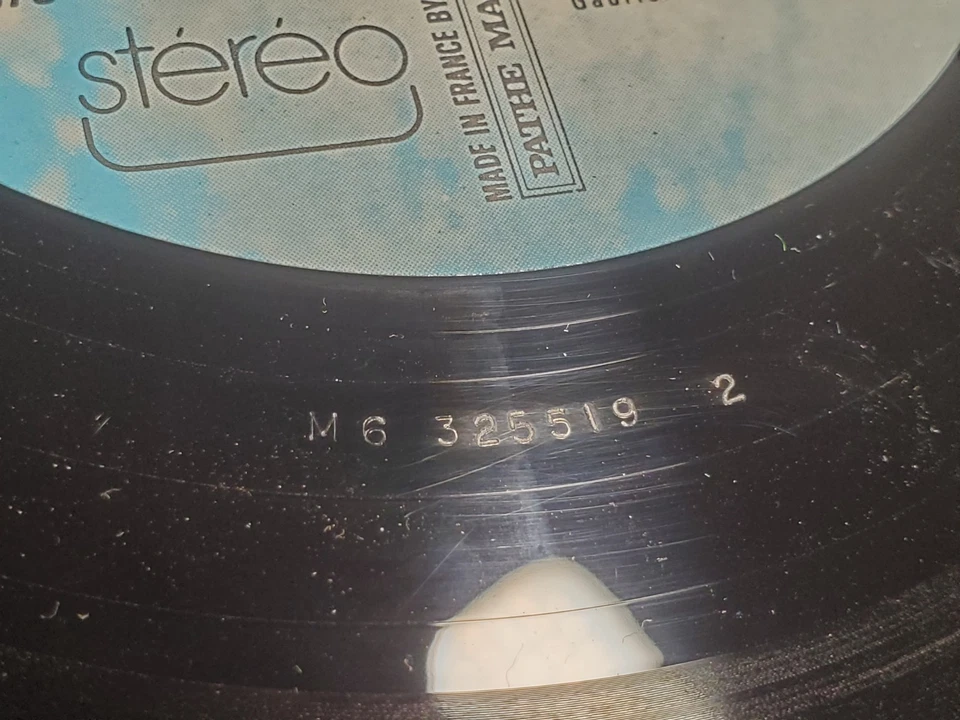 stéréo
MADE IN FRANCE BY
PATHE MA
M6 325519 2